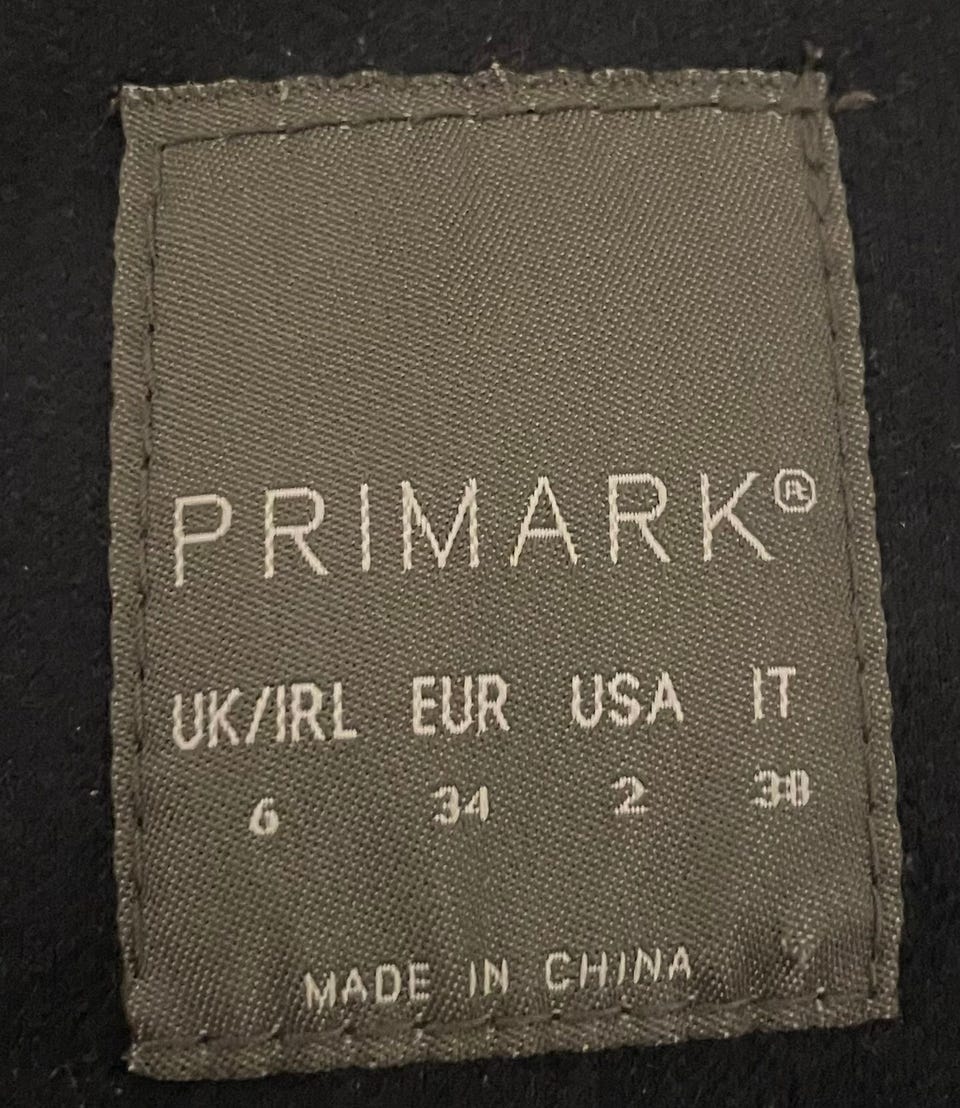 PRIMARK®
UK/IRL EUR USA IT
6 34 2 38
MADE IN CHINA